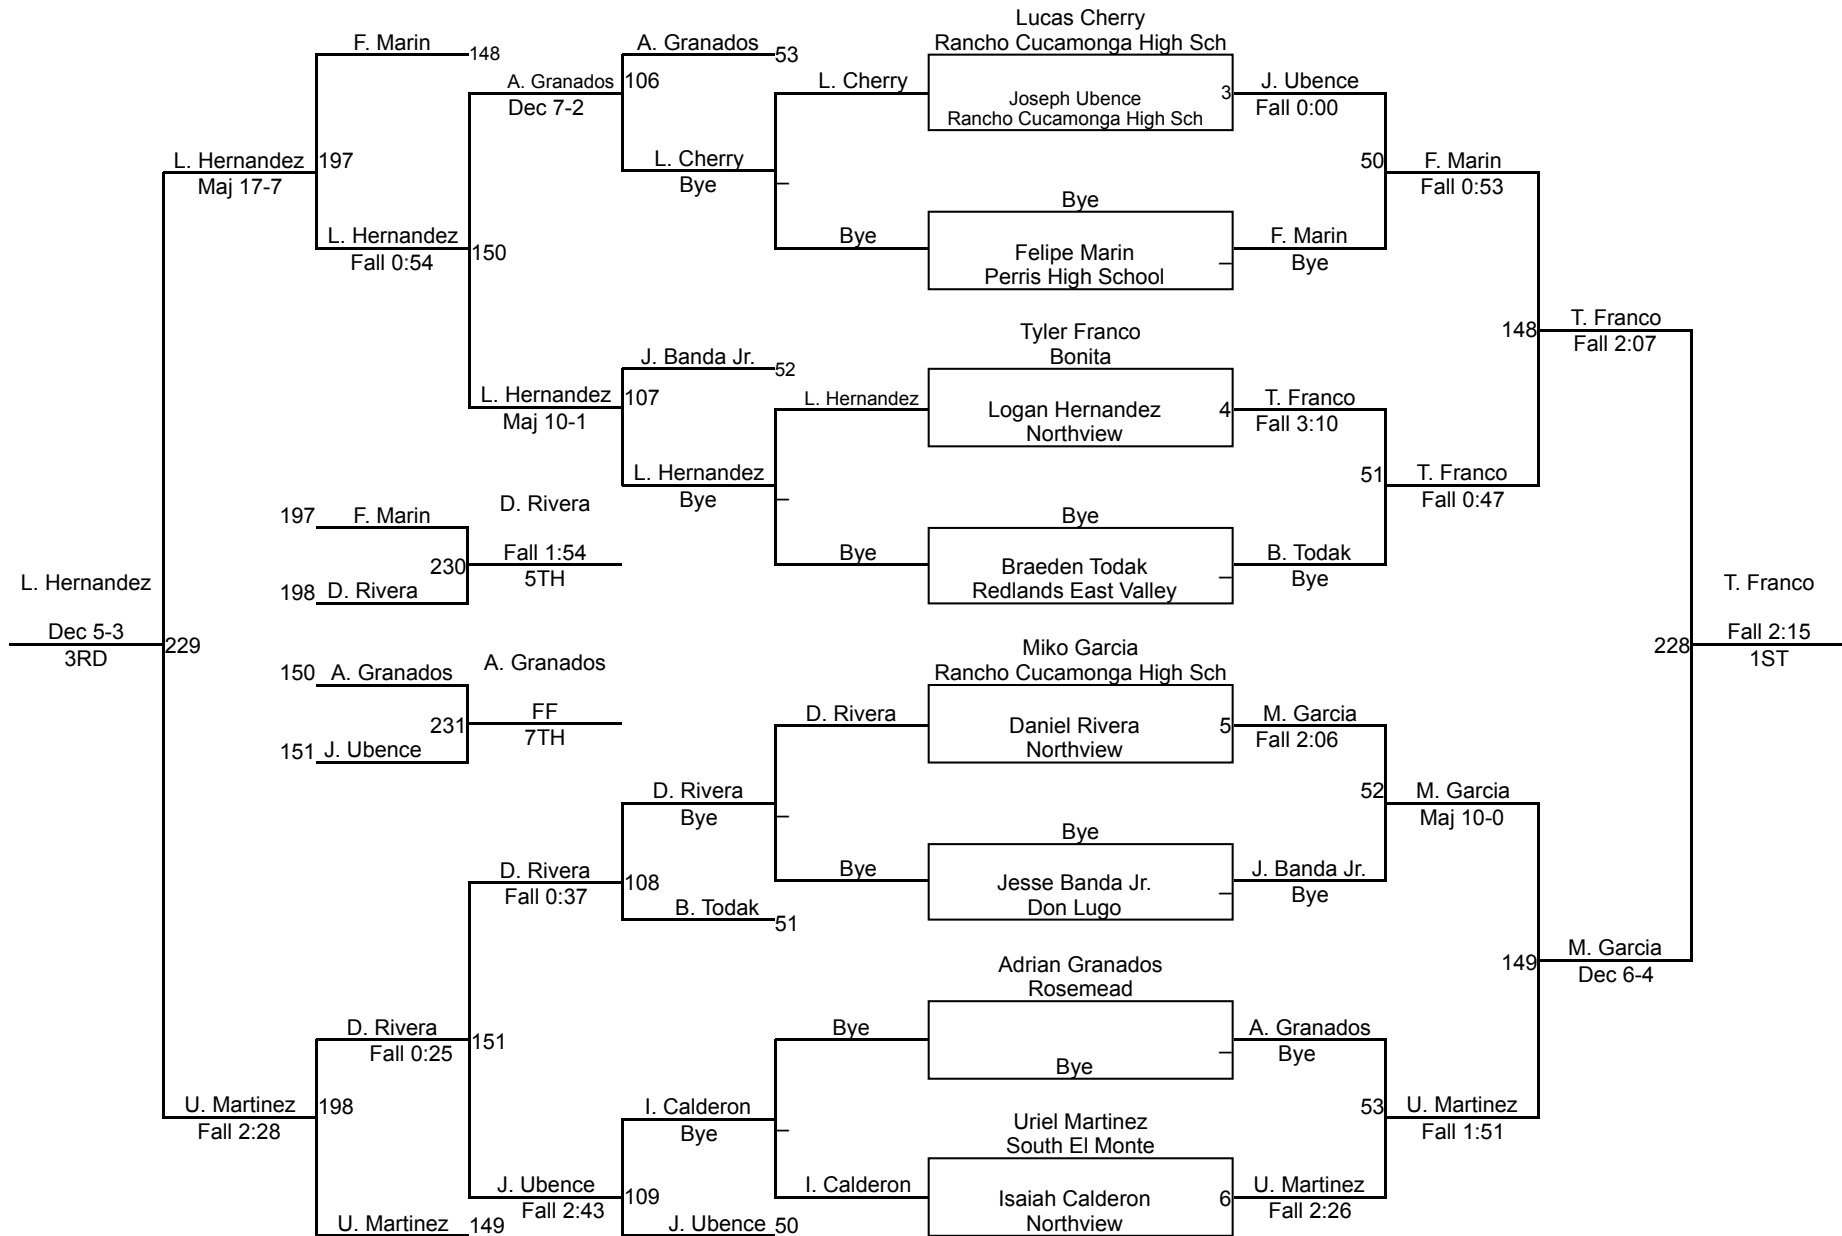 Lucas Cherry
F. Marin
148
A. Granados
53
Rancho Cucamonga High Sch
A. Granados
106
L. Cherry
Joseph Ubence
3
J. Ubence
Dec 7-2
Rancho Cucamonga High Sch
Fall 0:00
L. Hernandez
197
L. Cherry
50
F. Marin
Maj 17-7
Bye
Fall 0:53
Bye
L. Hernandez
Bye
Felipe Marin
F. Marin
Fall 0:54
150
Perris High School
Bye
Tyler Franco
148
T. Franco
J. Banda Jr.
52
Bonita
Fall 2:07
L. Hernandez
107
L. Hernandez
Logan Hernandez
4
T. Franco
Maj 10-1
Northview
Fall 3:10
L. Hernandez
51
T. Franco
D. Rivera
Bye
Fall 0:47
197
F. Marin
Bye
230
Fall 1:54
Bye
Braeden Todak
B. Todak
5TH
Redlands East Valley
Bye
198
D. Rivera
L. Hernandez
T. Franco
Dec 5-3
229
228
Fall 2:15
3RD
1ST
Miko Garcia
150
A. Granados
A. Granados
Rancho Cucamonga High Sch
231
FF
D. Rivera
Daniel Rivera
5
M. Garcia
7TH
Northview
Fall 2:06
151
J. Ubence
D. Rivera
52
M. Garcia
Bye
Maj 10-0
Bye
D. Rivera
108
Bye
Jesse Banda Jr.
J. Banda Jr.
Fall 0:37
Don Lugo
Bye
B. Todak
51
Adrian Granados
149
M. Garcia
Rosemead
Dec 6-4
D. Rivera
151
Bye
A. Granados
Fall 0:25
Bye
Bye
U. Martinez
198
I. Calderon
Uriel Martinez
53
U. Martinez
Fall 2:28
Bye
South El Monte
Fall 1:51
J. Ubence
109
I. Calderon
Isaiah Calderon
6
U. Martinez
Fall 2:43
Northview
Fall 2:26
U. Martinez
149
J. Ubence
50